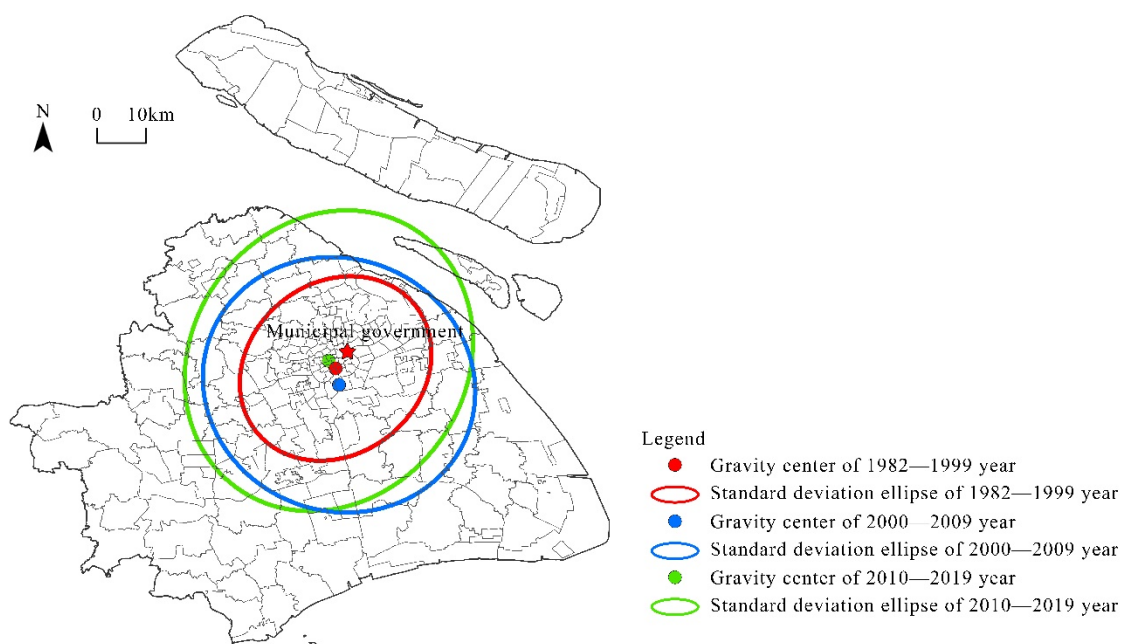 N
0 10km
Municipal government
Legend
Gravity center of 1982—1999 year
Standard deviation ellipse of 1982—1999 year
Gravity center of 2000—2009 year
Standard deviation ellipse of 2000—2009 year
Gravity center of 2010—2019 year
Standard deviation ellipse of 2010—2019 year